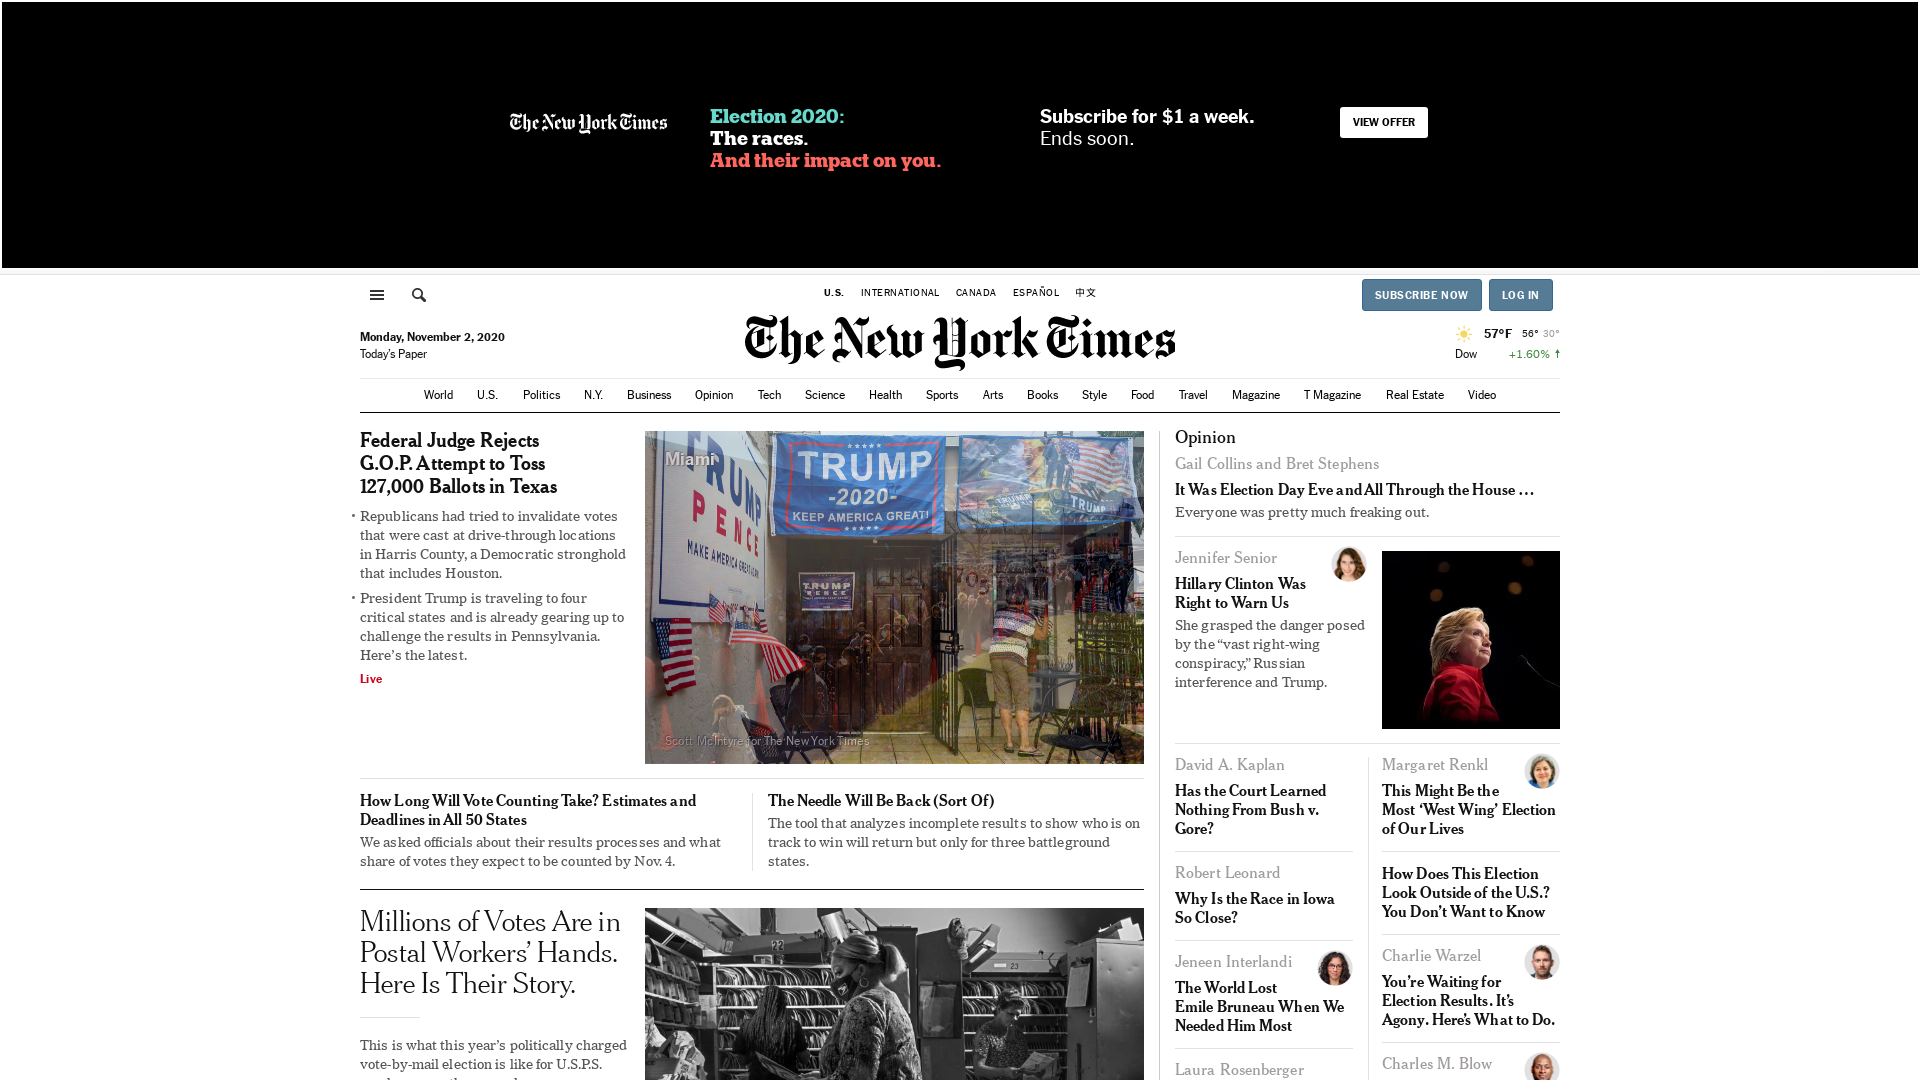 The New York Times
Election 2020:
The races.
And their impact on you.
Subscribe for $1 a week.
Ends soon.
VIEW OFFER
U.S.
INTERNATIONAL
CANADA
ESPAÑOL
中文
SUBSCRIBE NOW
LOG IN
Monday, November 2, 2020
Today's Paper
The New York Times
57°F 56° 30°
Dow +1.60% ↑
World U.S. Politics N.Y. Business Opinion Tech Science Health Sports Arts Books Style Food Travel Magazine T Magazine Real Estate Video
Federal Judge Rejects
G.O.P. Attempt to Toss
127,000 Ballots in Texas
• Republicans had tried to invalidate votes
that were cast at drive-through locations
in Harris County, a Democratic stronghold
that includes Houston.
• President Trump is traveling to four
critical states and is already gearing up to
challenge the results in Pennsylvania.
Here's the latest.
Live
Miami
TRUMP
PENCE
MAKE AMERICA GREAT AGAIN
TRUMP
-2020-
KEEP AMERICA GREAT!
TRUMP
TRUMP
TRUMP
PENCE
Scott McIntyre for The New York Times
How Long Will Vote Counting Take? Estimates and
Deadlines in All 50 States
We asked officials about their results processes and what
share of votes they expect to be counted by Nov. 4.
The Needle Will Be Back (Sort Of)
The tool that analyzes incomplete results to show who is on
track to win will return but only for three battleground
states.
Millions of Votes Are in
Postal Workers' Hands.
Here Is Their Story.
This is what this year's politically charged
vote-by-mail election is like for U.S.P.S.
22
23
Opinion
Gail Collins and Bret Stephens
It Was Election Day Eve and All Through the House …
Everyone was pretty much freaking out.
Jennifer Senior
Hillary Clinton Was
Right to Warn Us
She grasped the danger posed
by the “vast right-wing
conspiracy,” Russian
interference and Trump.
David A. Kaplan
Has the Court Learned
Nothing From Bush v.
Gore?
Robert Leonard
Why Is the Race in Iowa
So Close?
Jeneen Interlandi
The World Lost
Emile Bruneau When We
Needed Him Most
Laura Rosenberger
Margaret Renkl
This Might Be the
Most ‘West Wing’ Election
of Our Lives
How Does This Election
Look Outside of the U.S.?
You Don’t Want to Know
Charlie Warzel
You’re Waiting for
Election Results. It’s
Agony. Here’s What to Do.
Charles M. Blow